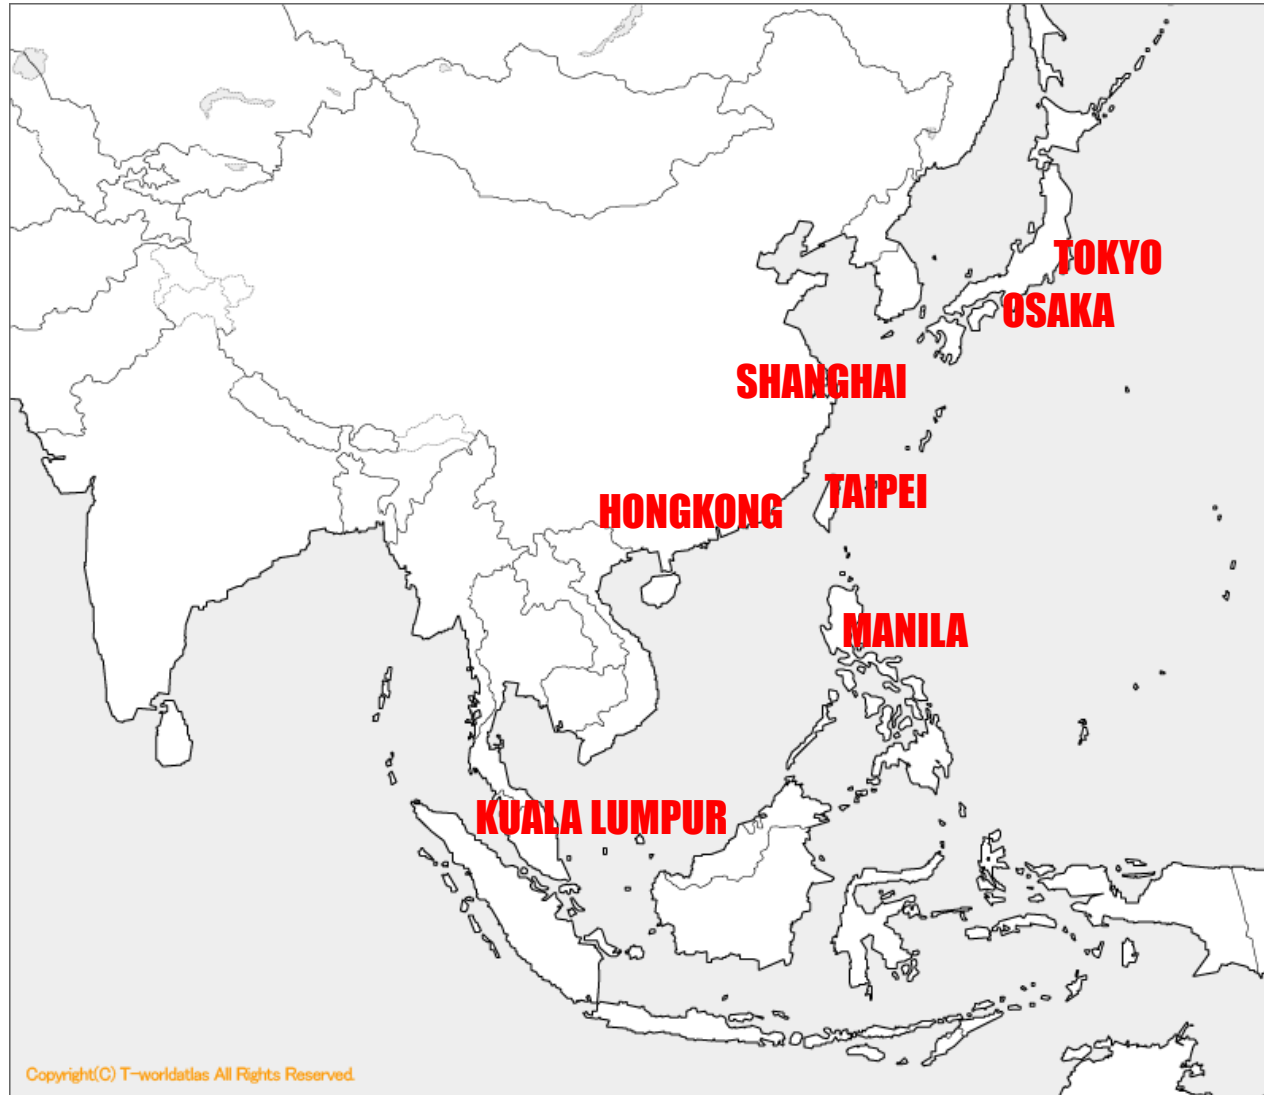 TOKYO
OSAKA
SHANGHAI
TAIPEI
HONGKONG
MANILA
KUALA LUMPUR
Copyright(C) T-worldatlas All Rights Reserved.